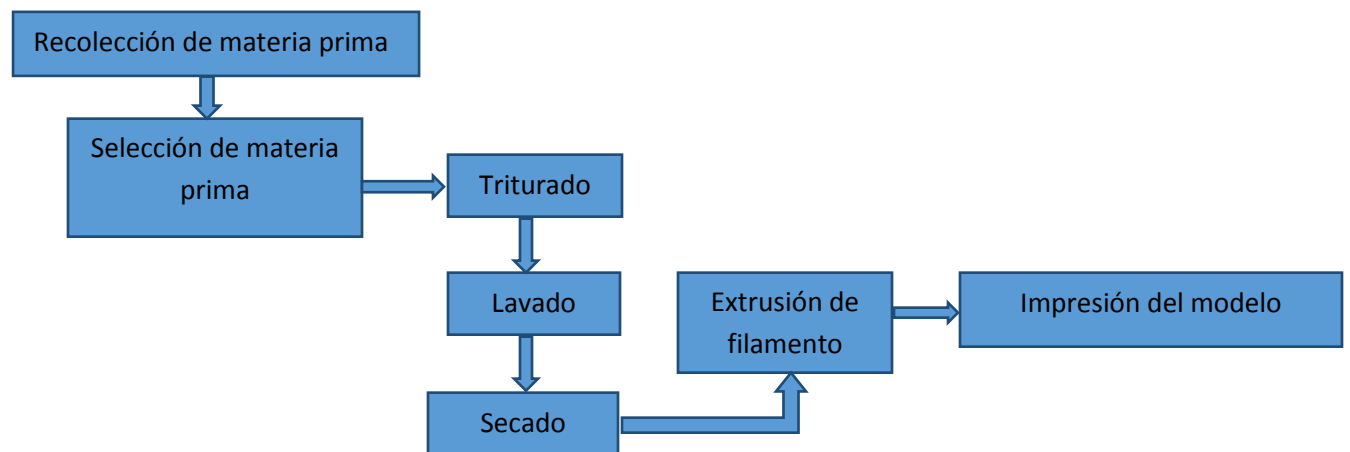 Recolección de materia prima
Selección de materia
prima
Triturado
Lavado
Secado
Extrusión de
filamento
Impresión del modelo